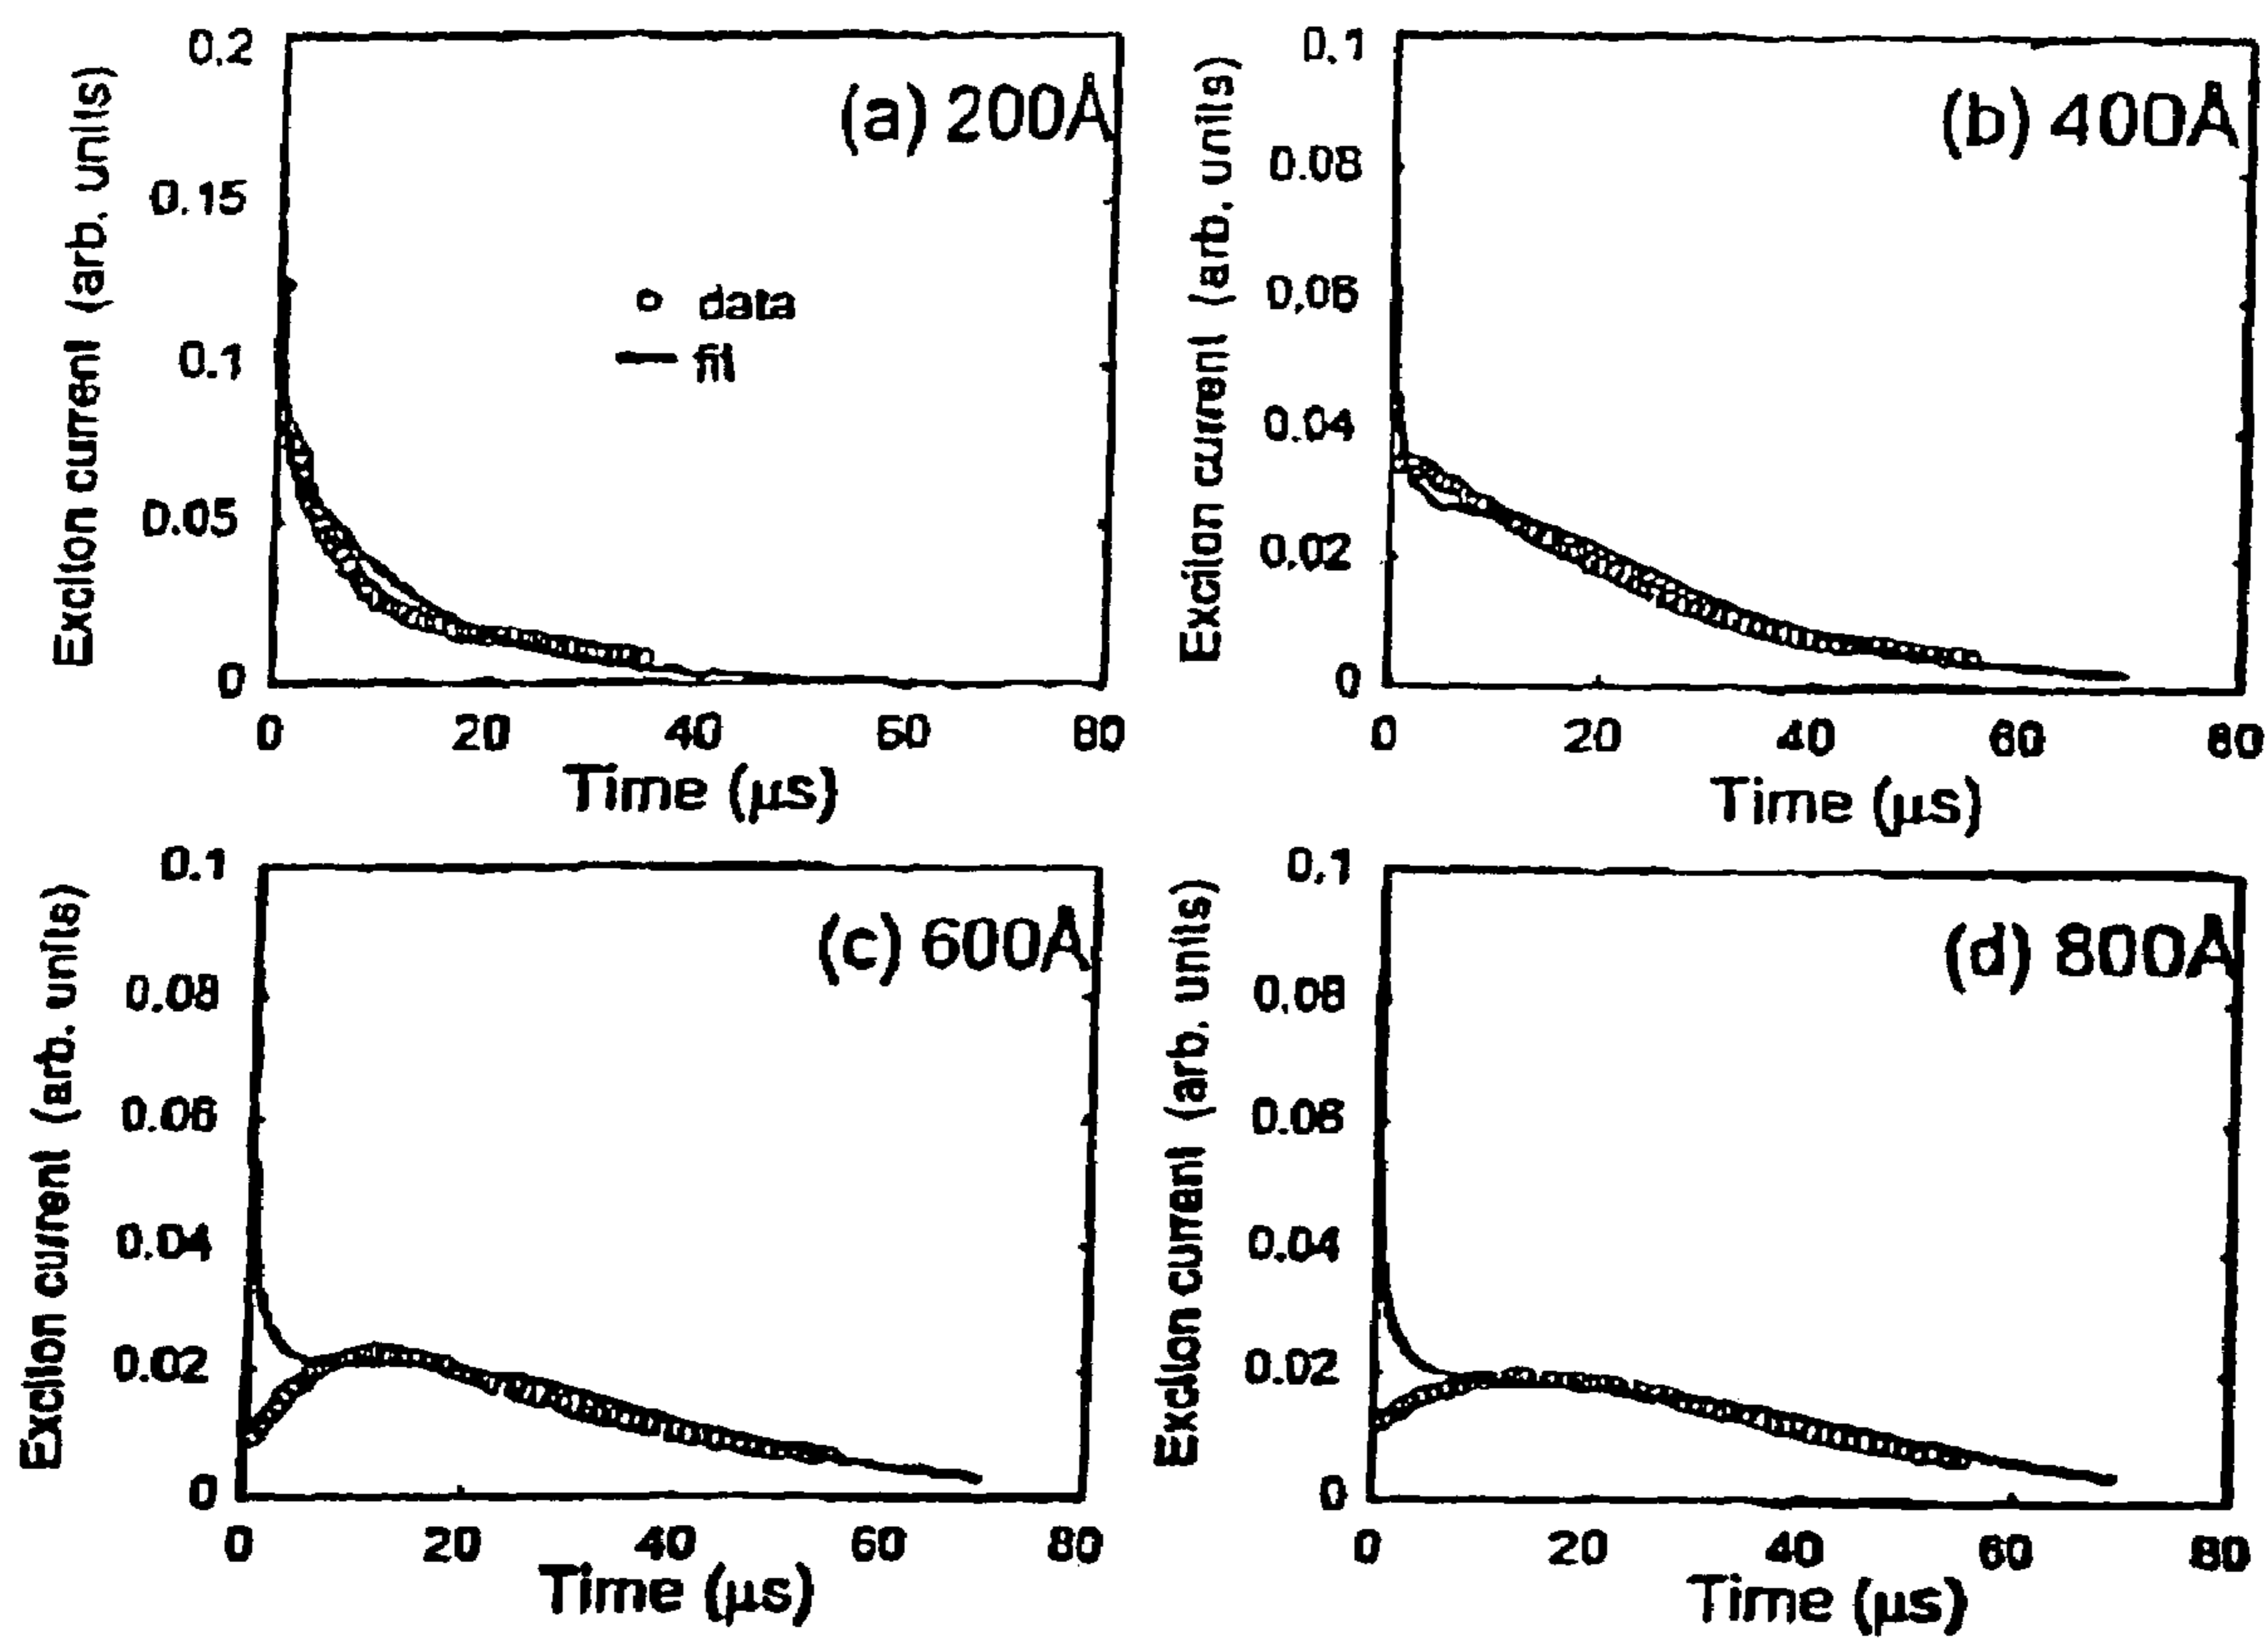 0.2
0.15
0.1
0.05
0
Exciton current (arb. units)
(a) 200Å
data
fit
0 20 40 60 80
Time (µs)
0.1
0.08
0.06
0.04
0.02
0
Exciton current (arb. units)
(b) 400Å
0 20 40 60 80
Time (µs)
0.1
0.08
0.06
0.04
0.02
0
Exciton current (arb. units)
(c) 600Å
0 20 40 60 80
Time (µs)
0.1
0.08
0.06
0.04
0.02
0
Exciton current (arb. units)
(d) 800Å
0 20 40 60 80
Time (µs)